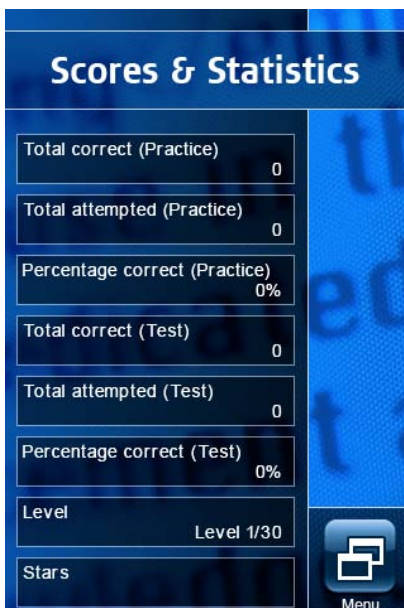 Scores & Statistics
Total correct (Practice)
0
Total attempted (Practice)
0
Percentage correct (Practice)
0%
Total correct (Test)
0
Total attempted (Test)
0
Percentage correct (Test)
0%
Level
Level 1/30
Stars
Menu